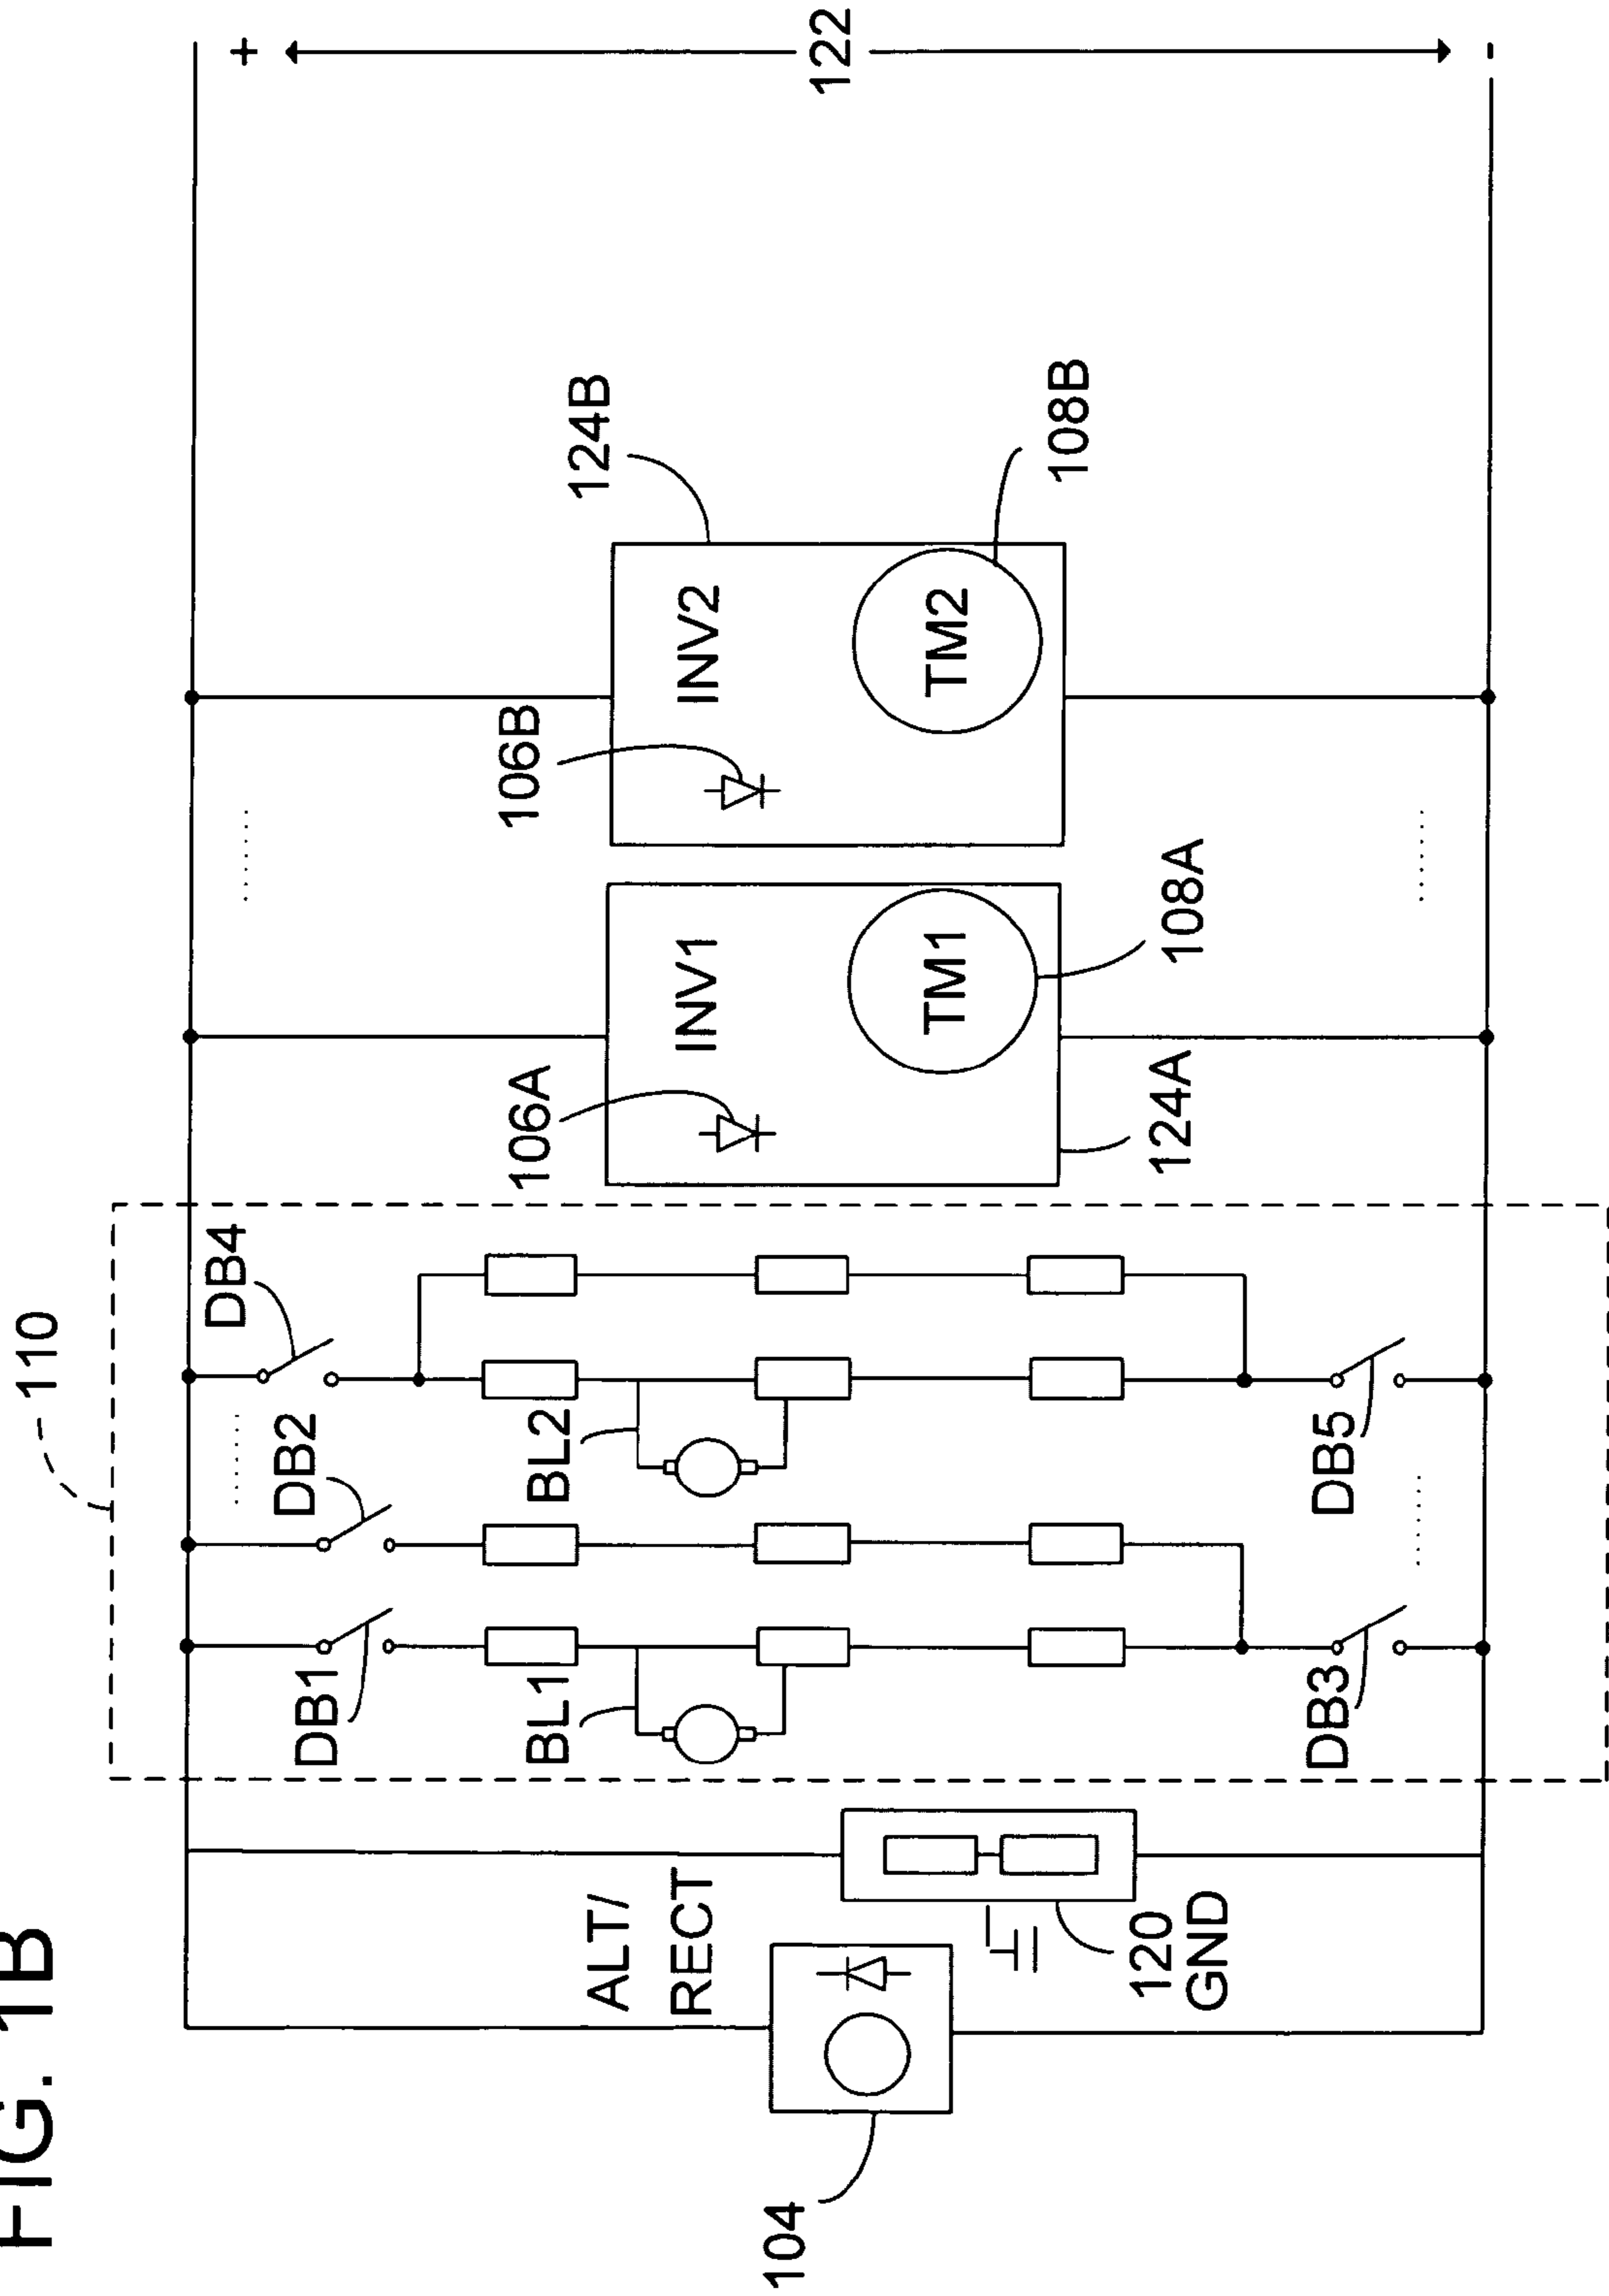 FIG. 1B
110
DB4
DB2
DB1
BL1
BL2
DB3
DB5
ALT/
RECT
104
120
GND
106A
INV1
TM1
108A
124A
106B
INV2
TM2
108B
124B
+
122
-